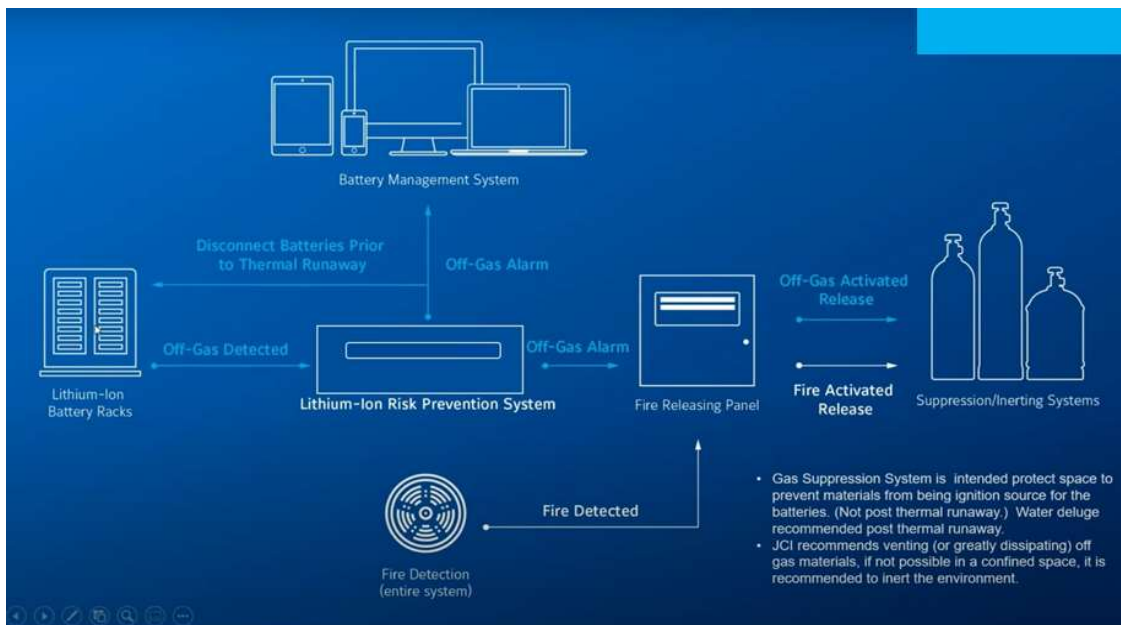 Battery Management System
Disconnect Batteries Prior
to Thermal Runaway
Off-Gas Alarm
Off-Gas Activated
Release
Off-Gas Detected
Off-Gas Alarm
Lithium-Ion
Battery Racks
Lithium-Ion Risk Prevention System
Fire Releasing Panel
Fire Activated
Release
Suppression/Inerting Systems
Fire Detected
Fire Detection
(entire system)
• Gas Suppression System is intended protect space to
prevent materials from being ignition source for the
batteries. (Not post thermal runaway.) Water deluge
recommended post thermal runaway.
• JCI recommends venting (or greatly dissipating) off
gas materials, if not possible in a confined space, it is
recommended to inert the environment.